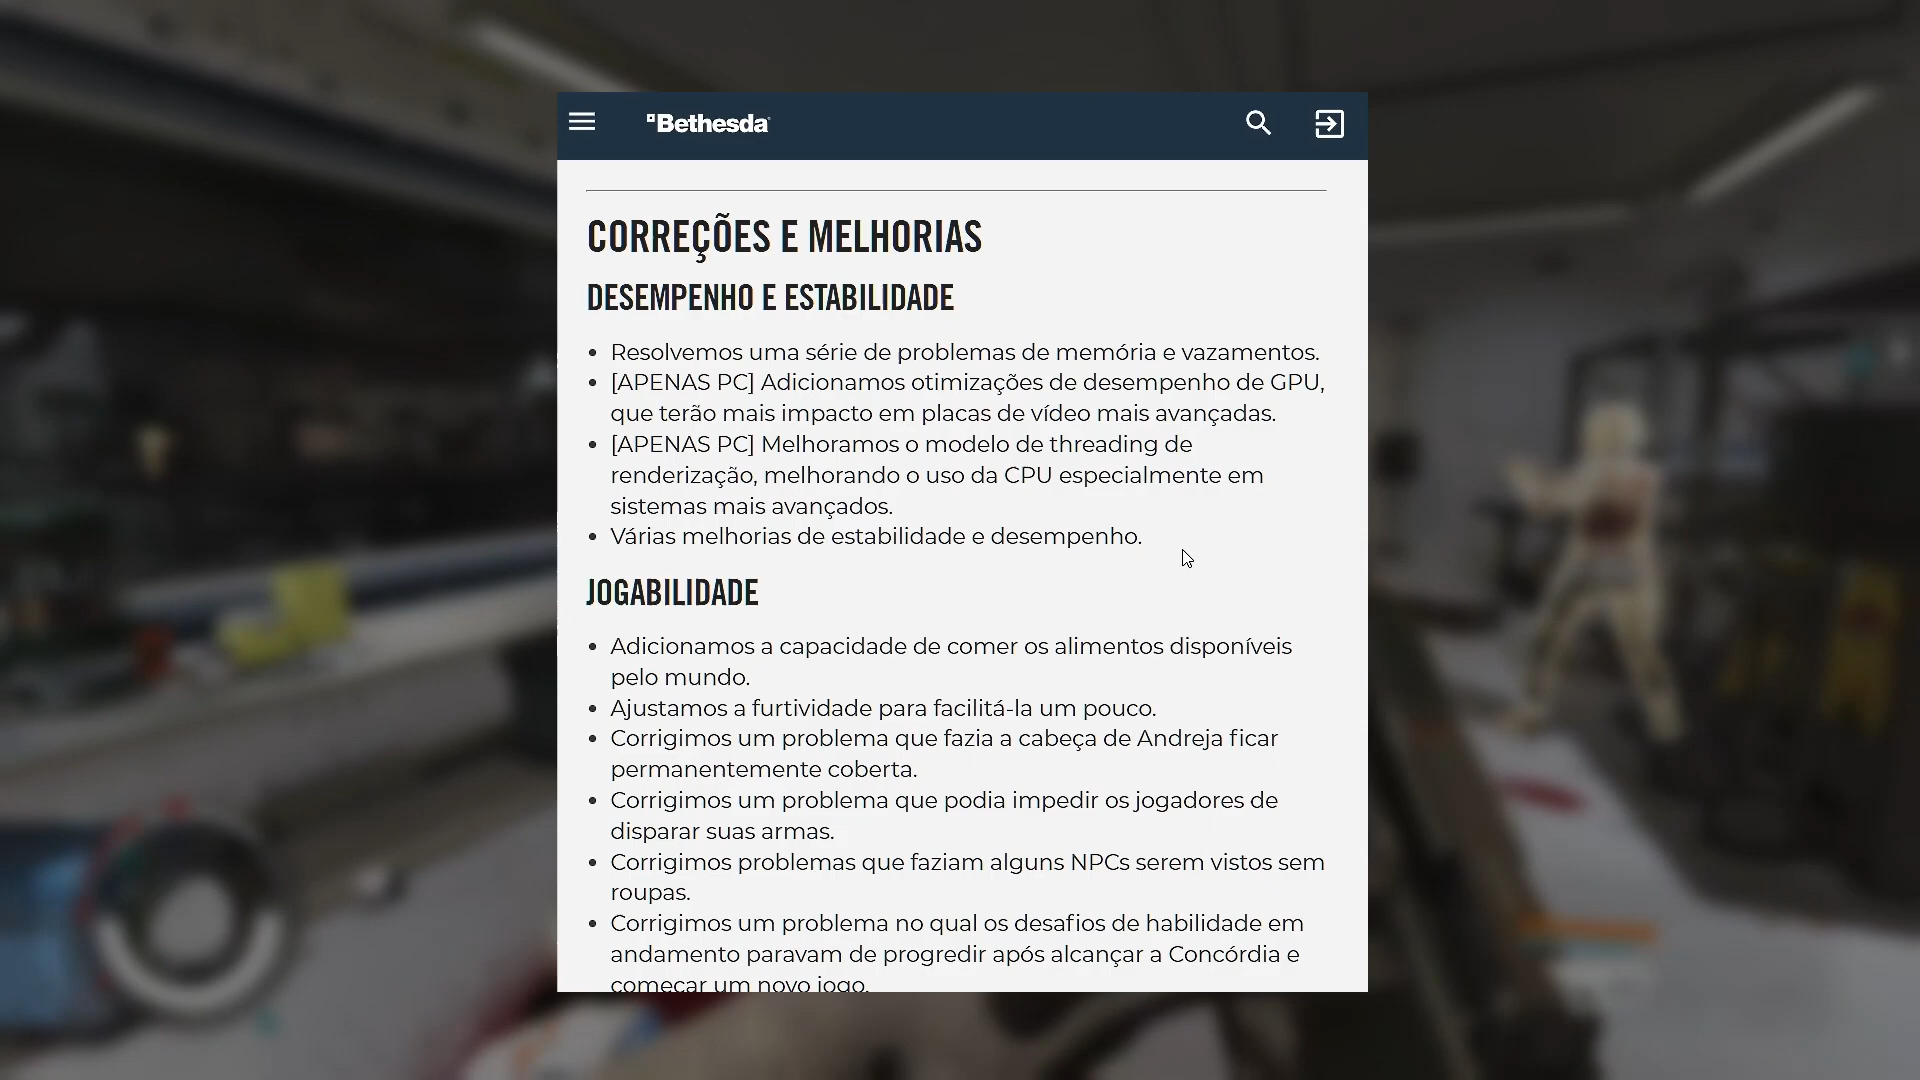 Bethesda
CORREÇÕES E MELHORIAS
DESEMPENHO E ESTABILIDADE
• Resolvemos uma série de problemas de memória e vazamentos.
• [APENAS PC] Adicionamos otimizações de desempenho de GPU,
que terão mais impacto em placas de vídeo mais avançadas.
• [APENAS PC] Melhoramos o modelo de threading de
renderização, melhorando o uso da CPU especialmente em
sistemas mais avançados.
• Várias melhorias de estabilidade e desempenho.
JOGABILIDADE
• Adicionamos a capacidade de comer os alimentos disponíveis
pelo mundo.
• Ajustamos a furtividade para facilitá-la um pouco.
• Corrigimos um problema que fazia a cabeça de Andreja ficar
permanentemente coberta.
• Corrigimos um problema que podia impedir os jogadores de
disparar suas armas.
• Corrigimos problemas que faziam alguns NPCs serem vistos sem
roupas.
• Corrigimos um problema no qual os desafios de habilidade em
andamento paravam de progredir após alcançar a Concórdia e
começar um novo jogo.